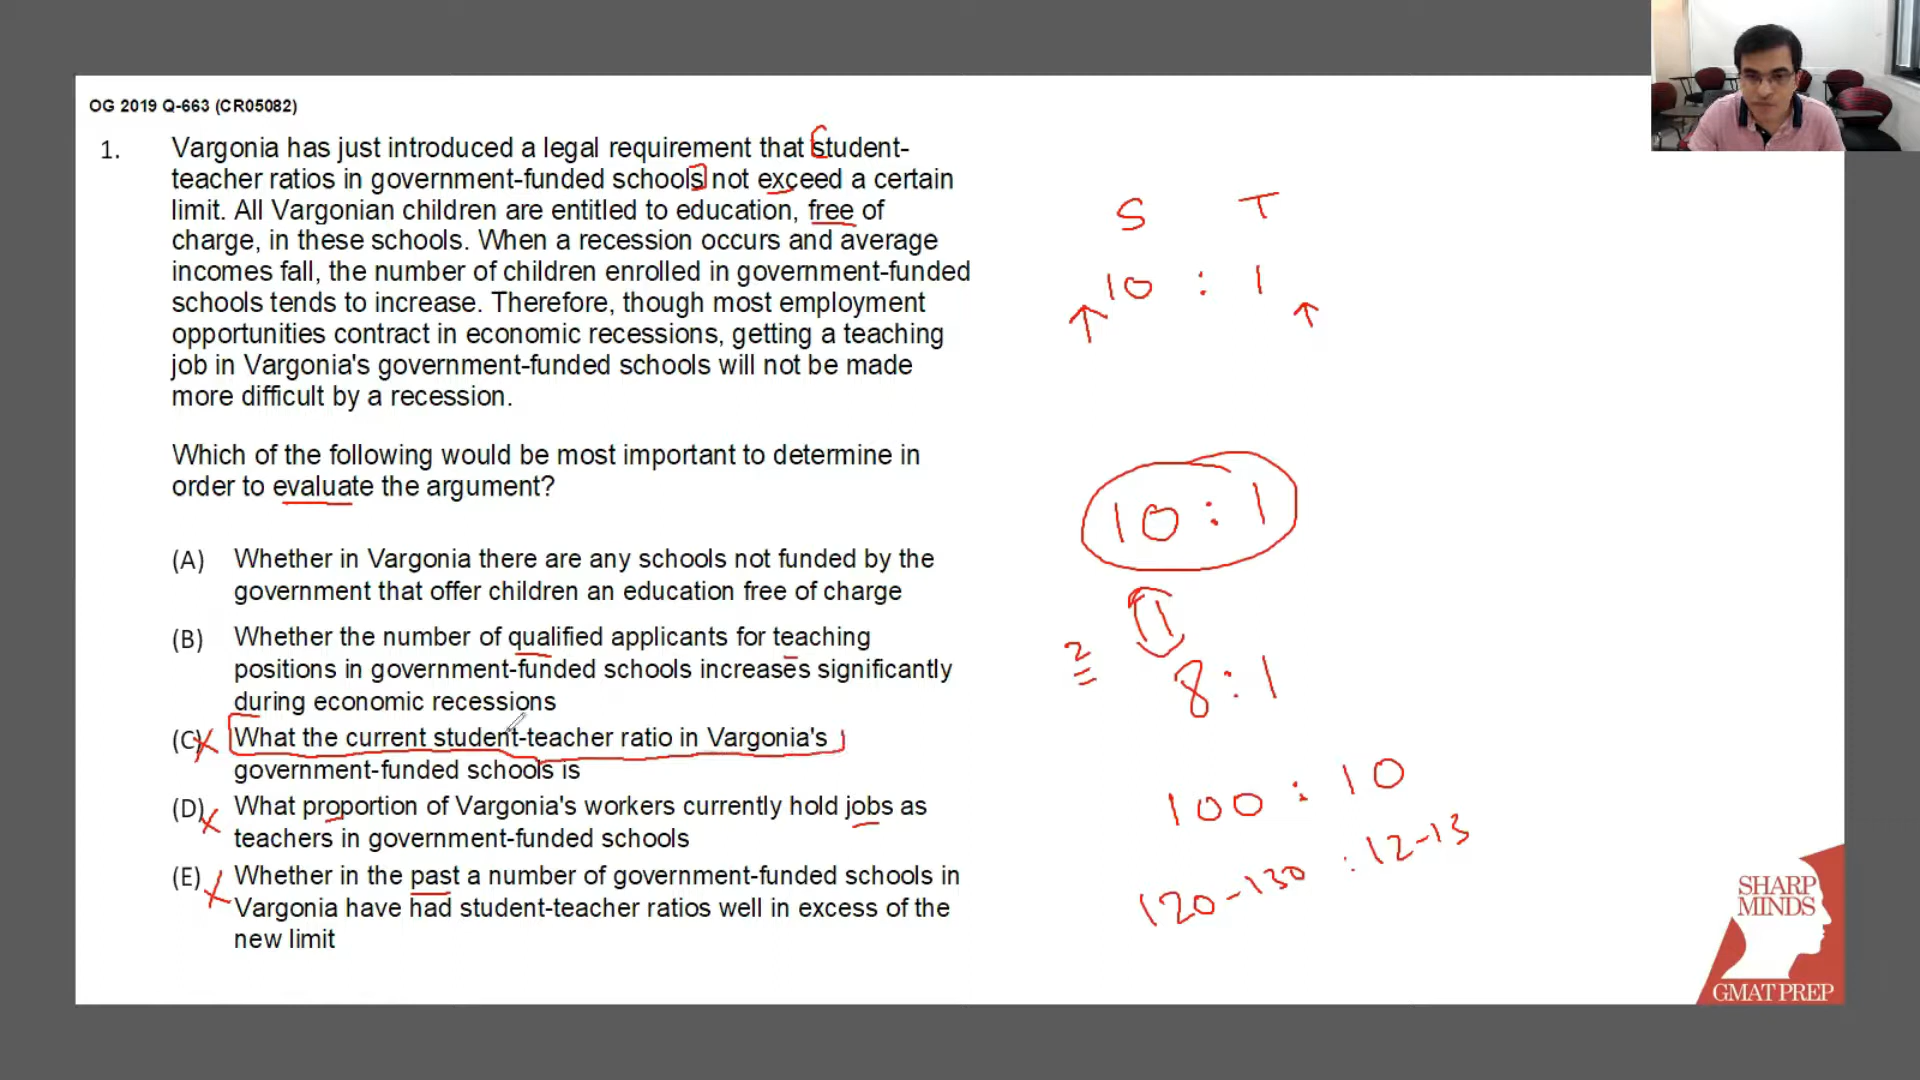 OG 2019 Q-663 (CR05082)
1. Vargonia has just introduced a legal requirement that student-
teacher ratios in government-funded schools not exceed a certain
limit. All Vargonian children are entitled to education, free of
charge, in these schools. When a recession occurs and average
incomes fall, the number of children enrolled in government-funded
schools tends to increase. Therefore, though most employment
opportunities contract in economic recessions, getting a teaching
job in Vargonia's government-funded schools will not be made
more difficult by a recession.
Which of the following would be most important to determine in
order to evaluate the argument?
(A) Whether in Vargonia there are any schools not funded by the
government that offer children an education free of charge
(B) Whether the number of qualified applicants for teaching
positions in government-funded schools increases significantly
during economic recessions
(C) What the current student-teacher ratio in Vargonia's
government-funded schools is
(D) What proportion of Vargonia's workers currently hold jobs as
teachers in government-funded schools
(E) Whether in the past a number of government-funded schools in
Vargonia have had student-teacher ratios well in excess of the
new limit
S T
10 : 1
10 : 1
2
8 : 1
100 : 10
120-130 : 12-13
SHARP
MINDS
GMAT PREP